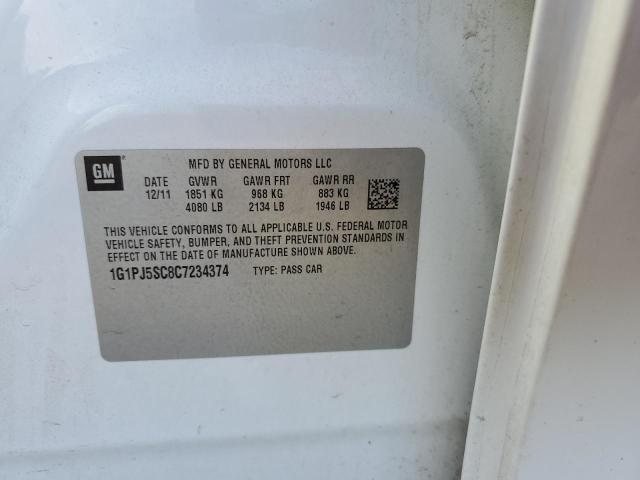 GM
MFD BY GENERAL MOTORS LLC
DATE GVWR GAWR FRT GAWR RR
12/11 1851 KG 968 KG 883 KG
4080 LB 2134 LB 1946 LB
THIS VEHICLE CONFORMS TO ALL APPLICABLE U.S. FEDERAL MOTOR
VEHICLE SAFETY, BUMPER, AND THEFT PREVENTION STANDARDS IN
EFFECT ON THE DATE OF MANUFACTURE SHOWN ABOVE.
1G1PJ5SC8C7234374 TYPE: PASS CAR